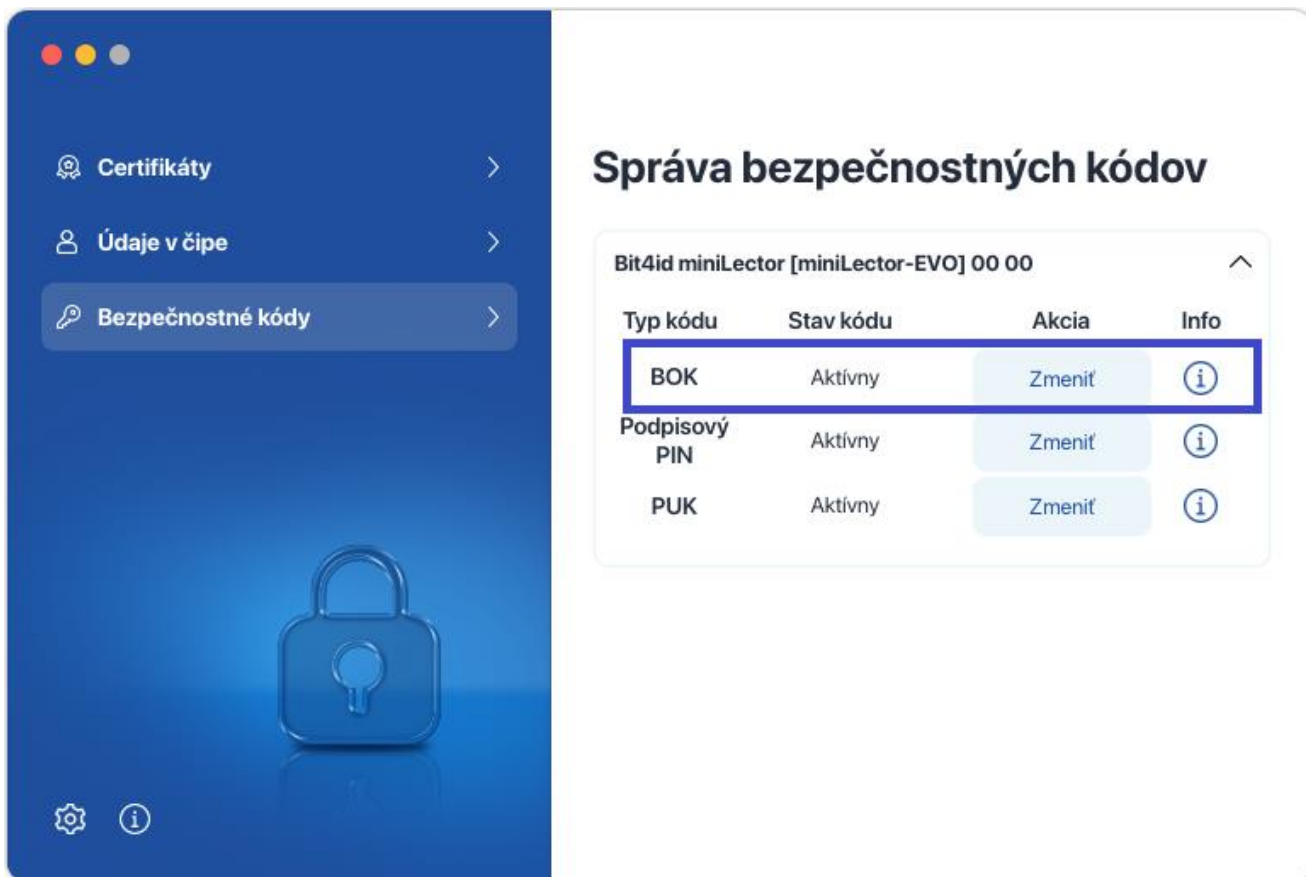 Certifikáty
Údaje v čipe
Bezpečnostné kódy
Správa bezpečnostných kódov
Bit4id miniLector [miniLector-EVO] 00 00
Typ kódu Stav kódu Akcia Info
BOK Aktívny Zmeniť
Podpisový
PIN Aktívny Zmeniť
PUK Aktívny Zmeniť